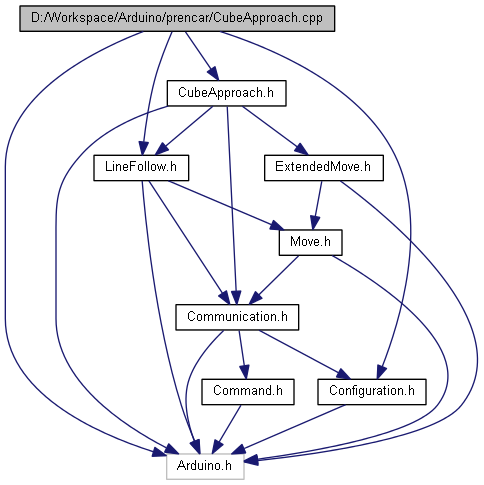 D:/Workspace/Arduino/prencar/CubeApproach.cpp
CubeApproach.h
LineFollow.h
ExtendedMove.h
Move.h
Communication.h
Command.h
Configuration.h
Arduino.h